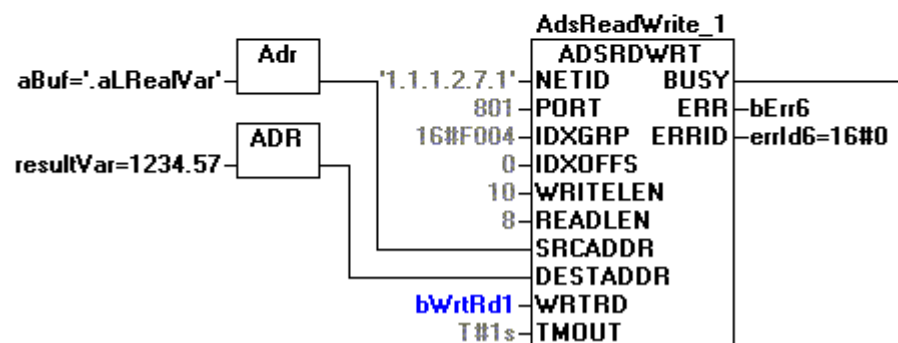 AdsReadWrite_1
Adr
ADSRDWRT
aBuf='.aLRealVar'
'1.1.1.2.7.1' NETID BUSY
801 PORT ERR bErr6
ADR
16#F004 IDXGRP ERRID errId6=16#0
resultVar=1234.57
0 IDXOFFS
10 WRITELEN
8 READLEN
SRCADDR
DESTADDR
bWrtRd1 WRTRD
T#1s TMOUT